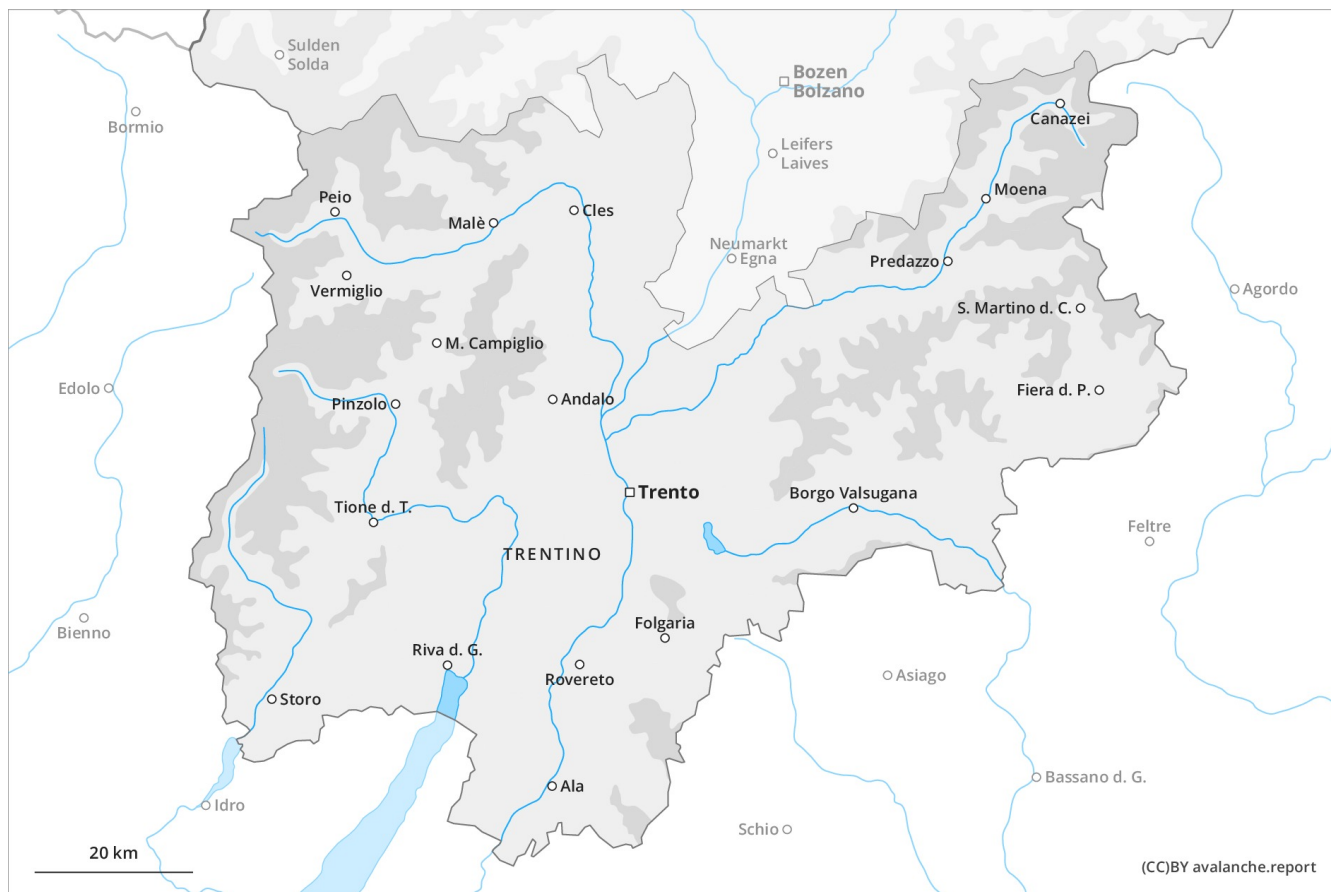 Sulden
Solda
Bozen
Bolzano
Bormio
Canazei
Leifers
Laives
Peio
Moena
Malè
Cles
Neumarkt
Egna
Predazzo
Vermiglio
Agordo
S. Martino d. C.
M. Campiglio
Edolo
Fiera d. P.
Andalo
Pinzolo
Trento
Borgo Valsugana
Tione d. T.
Feltre
TRENTINO
Folgaria
Bienno
Riva d. G.
Asiago
Rovereto
Storo
Bassano d. G.
Ala
Idro
Schio
20 km
(CC)BY avalanche.report